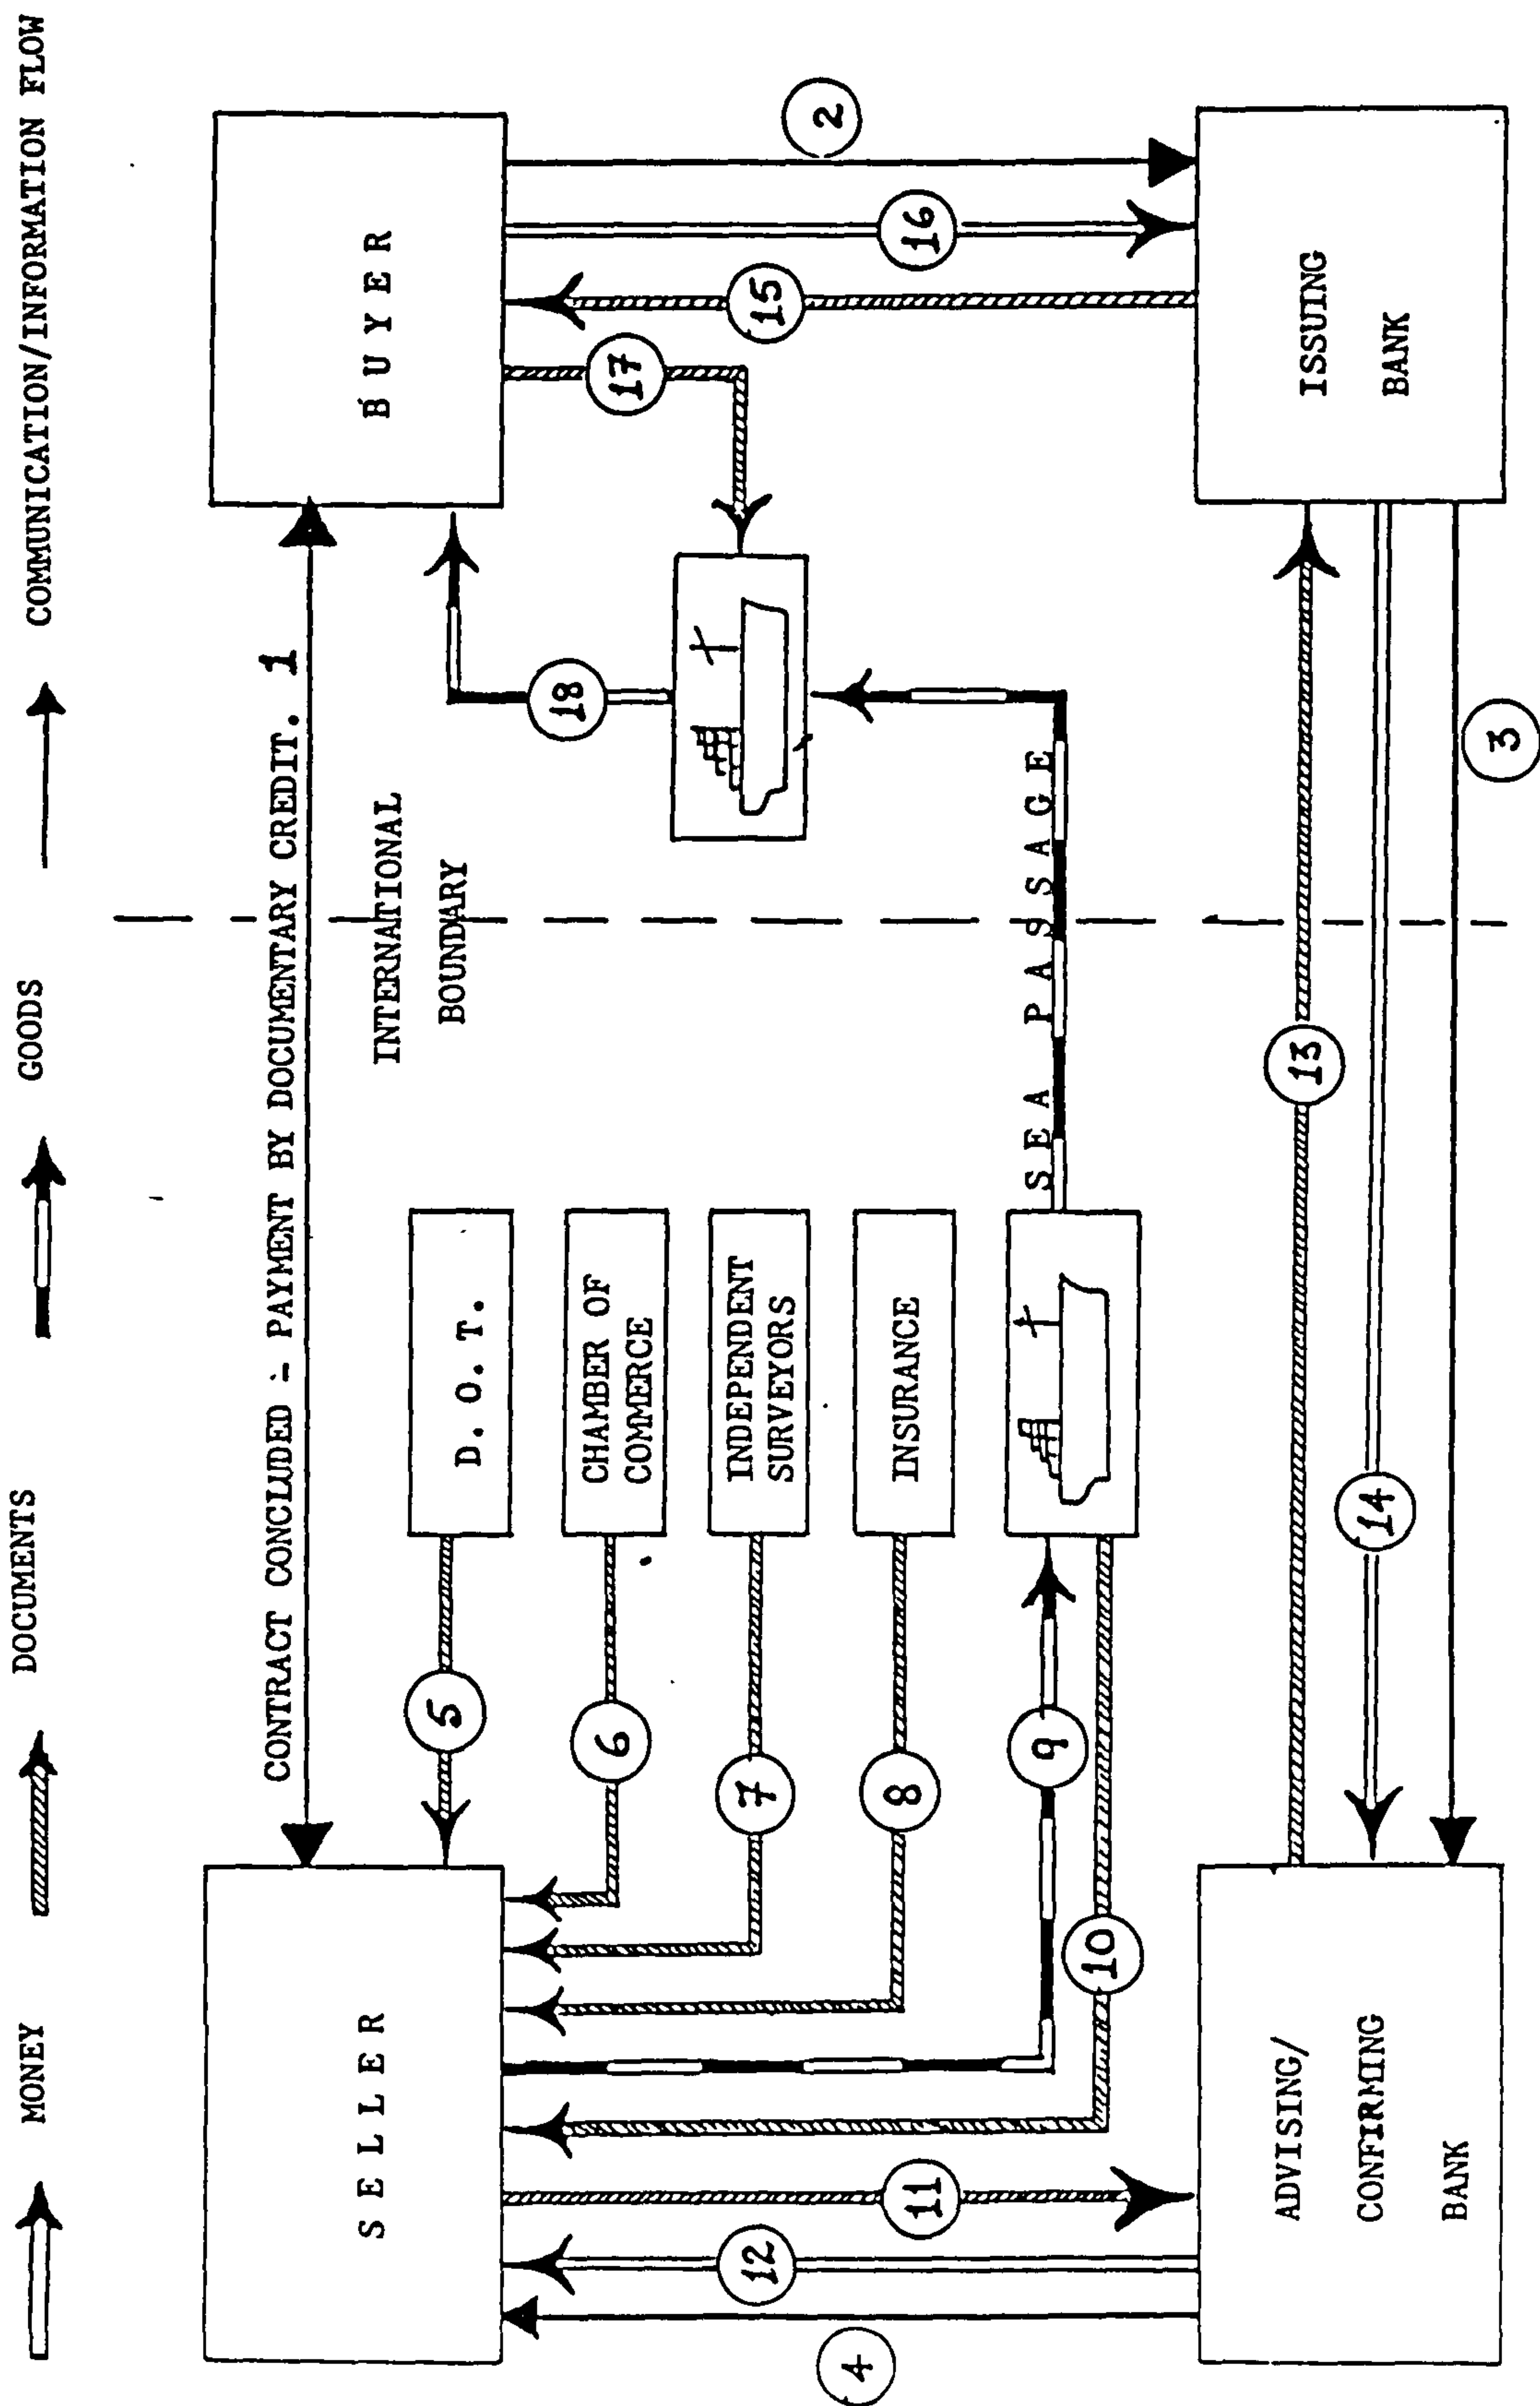 MONEY
DOCUMENTS
GOODS
COMMUNICATION/INFORMATION FLOW
CONTRACT CONCLUDED - PAYMENT BY DOCUMENTARY CREDIT. 1
SELLER
BUYER
INTERNATIONAL
BOUNDARY
D. O. T.
5
CHAMBER OF
COMMERCE
6
INDEPENDENT
SURVEYORS
7
INSURANCE
8
9
10
SEA PASSAGE
18
17
15
16
2
4
12
11
ADVISING/
CONFIRMING
BANK
13
14
3
ISSUING
BANK